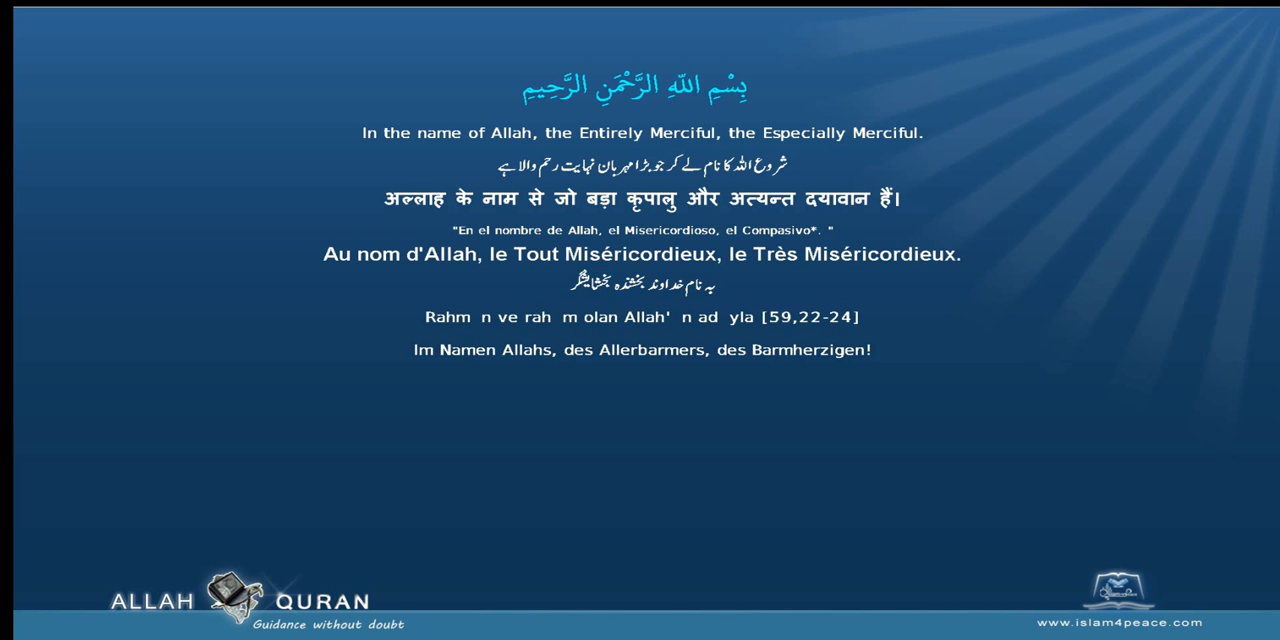 بِسْمِ اللّهِ الرَّحْمَنِ الرَّحِيمِ
In the name of Allah, the Entirely Merciful, the Especially Merciful.
شروع اللہ کا نام لے کر جو بڑا مہربان نہایت رحم والا ہے
अल्लाह के नाम से जो बड़ा कृपालु और अत्यन्त दयावान हैं।
"En el nombre de Allah, el Misericordioso, el Compasivo*. "
Au nom d'Allah, le Tout Miséricordieux, le Très Miséricordieux.
به نام خداوند بخشنده بخشایشگر
Rahm n ve rah m olan Allah' n ad yla [59,22-24]
Im Namen Allahs, des Allerbarmers, des Barmherzigen!
ALLAH QURAN
Guidance without doubt
www.islam4peace.com